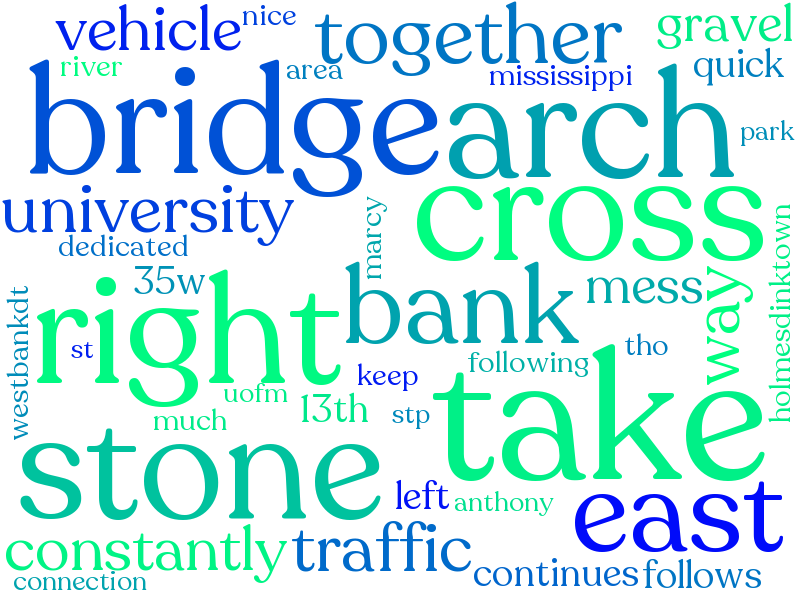 vehicle
nice
together
gravel
river
area
mississippi
quick
bridge
arch
park
university
cross
dedicated
marcy
35w
bank
mess
way
holmesdinktown
westbankdt
right
st
following
tho
keep
uofm
13th
much
stp
take
stone
left
anthony
east
constantly
traffic
continues
follows
connection